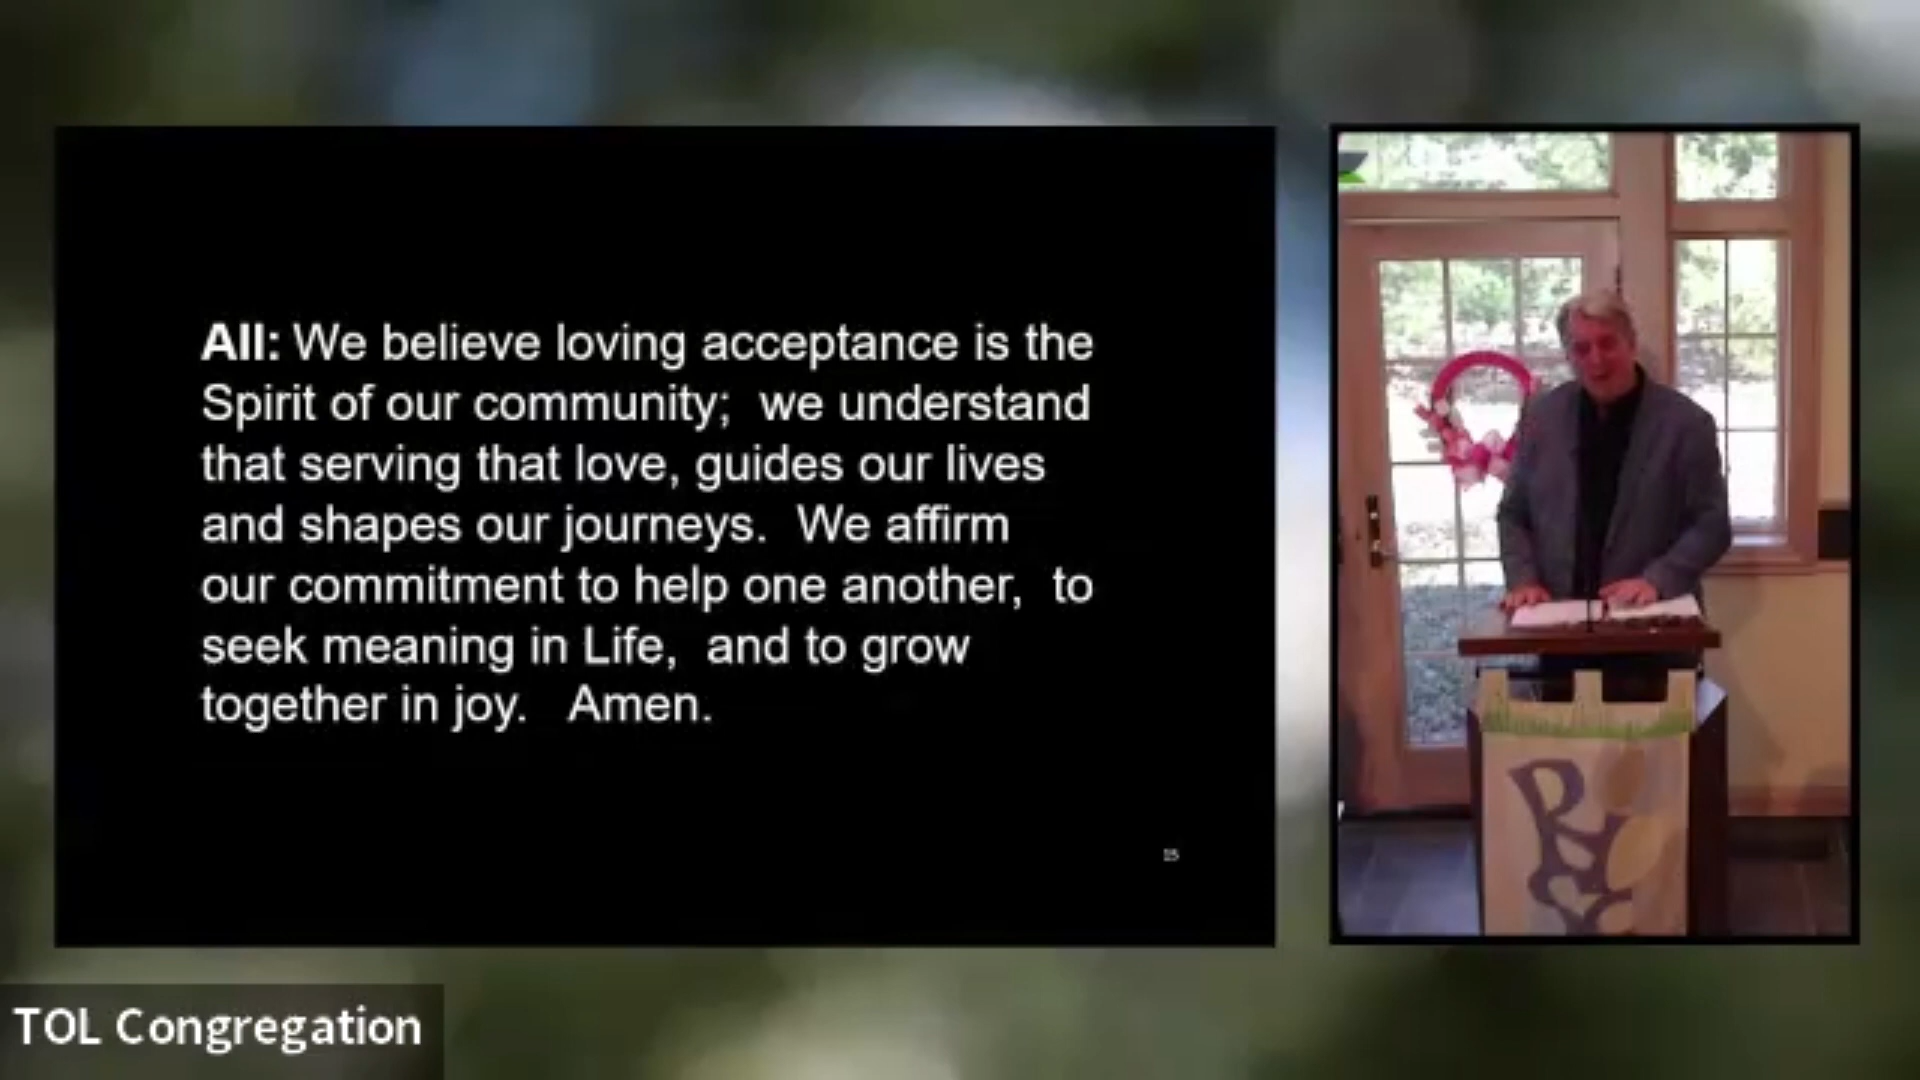 All: We believe loving acceptance is the
Spirit of our community;  we understand
that serving that love, guides our lives
and shapes our journeys.  We affirm
our commitment to help one another,  to
seek meaning in Life,  and to grow
together in joy.   Amen.
15
TOL Congregation